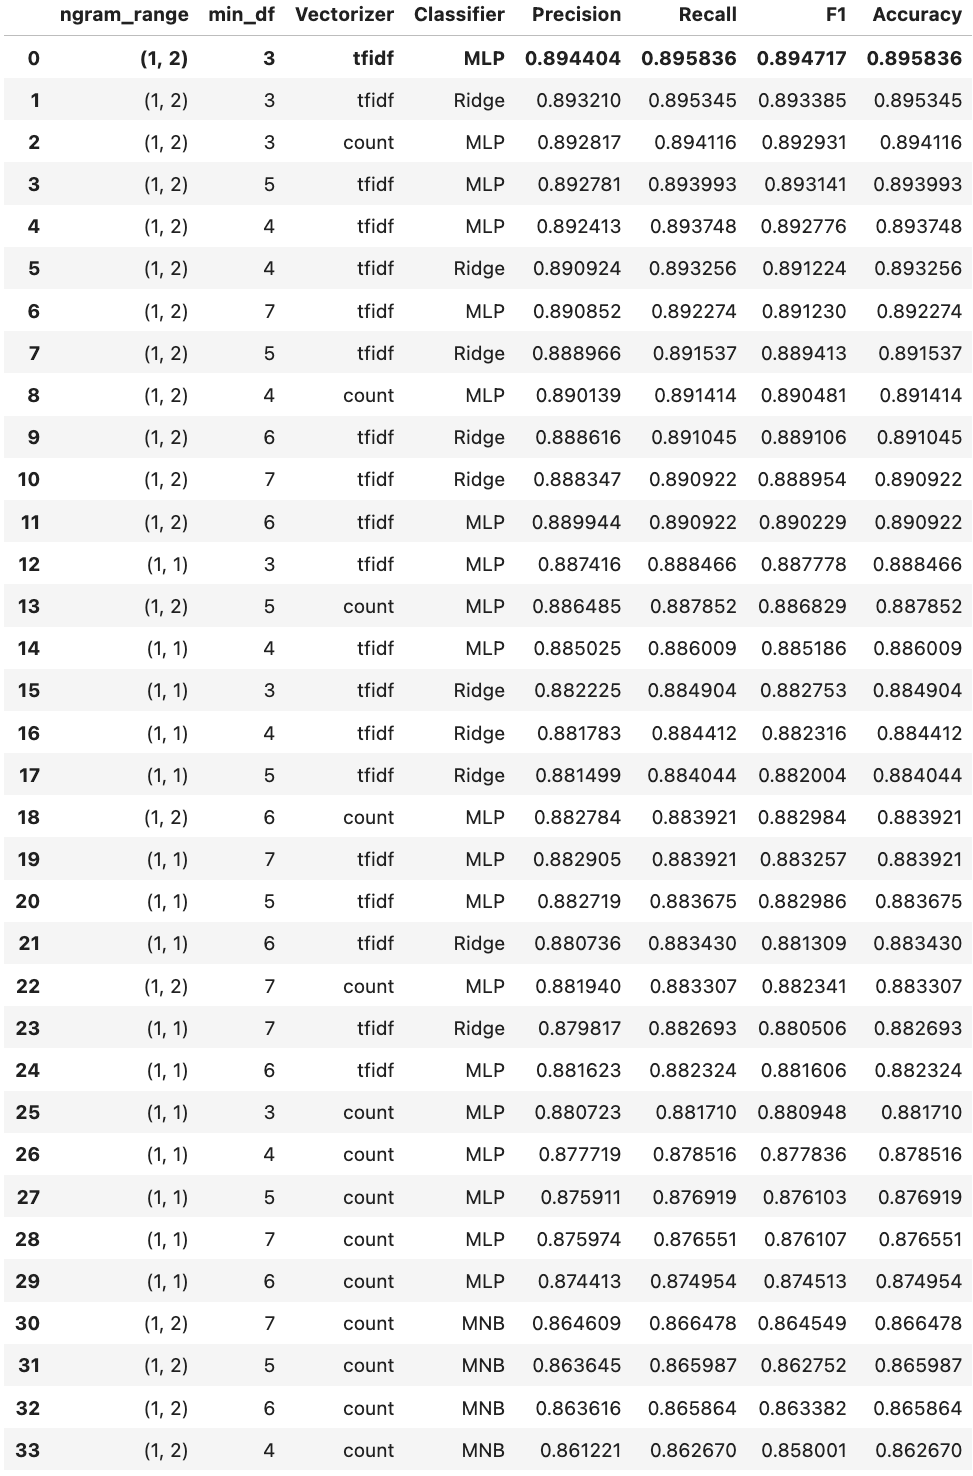 ngram_range min_df Vectorizer Classifier Precision Recall F1 Accuracy
0 (1, 2) 3 tfidf MLP 0.894404 0.895836 0.894717 0.895836
1 (1, 2) 3 tfidf Ridge 0.893210 0.895345 0.893385 0.895345
2 (1, 2) 3 count MLP 0.892817 0.894116 0.892931 0.894116
3 (1, 2) 5 tfidf MLP 0.892781 0.893993 0.893141 0.893993
4 (1, 2) 4 tfidf MLP 0.892413 0.893748 0.892776 0.893748
5 (1, 2) 4 tfidf Ridge 0.890924 0.893256 0.891224 0.893256
6 (1, 2) 7 tfidf MLP 0.890852 0.892274 0.891230 0.892274
7 (1, 2) 5 tfidf Ridge 0.888966 0.891537 0.889413 0.891537
8 (1, 2) 4 count MLP 0.890139 0.891414 0.890481 0.891414
9 (1, 2) 6 tfidf Ridge 0.888616 0.891045 0.889106 0.891045
10 (1, 2) 7 tfidf Ridge 0.888347 0.890922 0.888954 0.890922
11 (1, 2) 6 tfidf MLP 0.889944 0.890922 0.890229 0.890922
12 (1, 1) 3 tfidf MLP 0.887416 0.888466 0.887778 0.888466
13 (1, 2) 5 count MLP 0.886485 0.887852 0.886829 0.887852
14 (1, 1) 4 tfidf MLP 0.885025 0.886009 0.885186 0.886009
15 (1, 1) 3 tfidf Ridge 0.882225 0.884904 0.882753 0.884904
16 (1, 1) 4 tfidf Ridge 0.881783 0.884412 0.882316 0.884412
17 (1, 1) 5 tfidf Ridge 0.881499 0.884044 0.882004 0.884044
18 (1, 2) 6 count MLP 0.882784 0.883921 0.882984 0.883921
19 (1, 1) 7 tfidf MLP 0.882905 0.883921 0.883257 0.883921
20 (1, 1) 5 tfidf MLP 0.882719 0.883675 0.882986 0.883675
21 (1, 1) 6 tfidf Ridge 0.880736 0.883430 0.881309 0.883430
22 (1, 2) 7 count MLP 0.881940 0.883307 0.882341 0.883307
23 (1, 1) 7 tfidf Ridge 0.879817 0.882693 0.880506 0.882693
24 (1, 1) 6 tfidf MLP 0.881623 0.882324 0.881606 0.882324
25 (1, 1) 3 count MLP 0.880723 0.881710 0.880948 0.881710
26 (1, 1) 4 count MLP 0.877719 0.878516 0.877836 0.878516
27 (1, 1) 5 count MLP 0.875911 0.876919 0.876103 0.876919
28 (1, 1) 7 count MLP 0.875974 0.876551 0.876107 0.876551
29 (1, 1) 6 count MLP 0.874413 0.874954 0.874513 0.874954
30 (1, 2) 7 count MNB 0.864609 0.866478 0.864549 0.866478
31 (1, 2) 5 count MNB 0.863645 0.865987 0.862752 0.865987
32 (1, 2) 6 count MNB 0.863616 0.865864 0.863382 0.865864
33 (1, 2) 4 count MNB 0.861221 0.862670 0.858001 0.862670